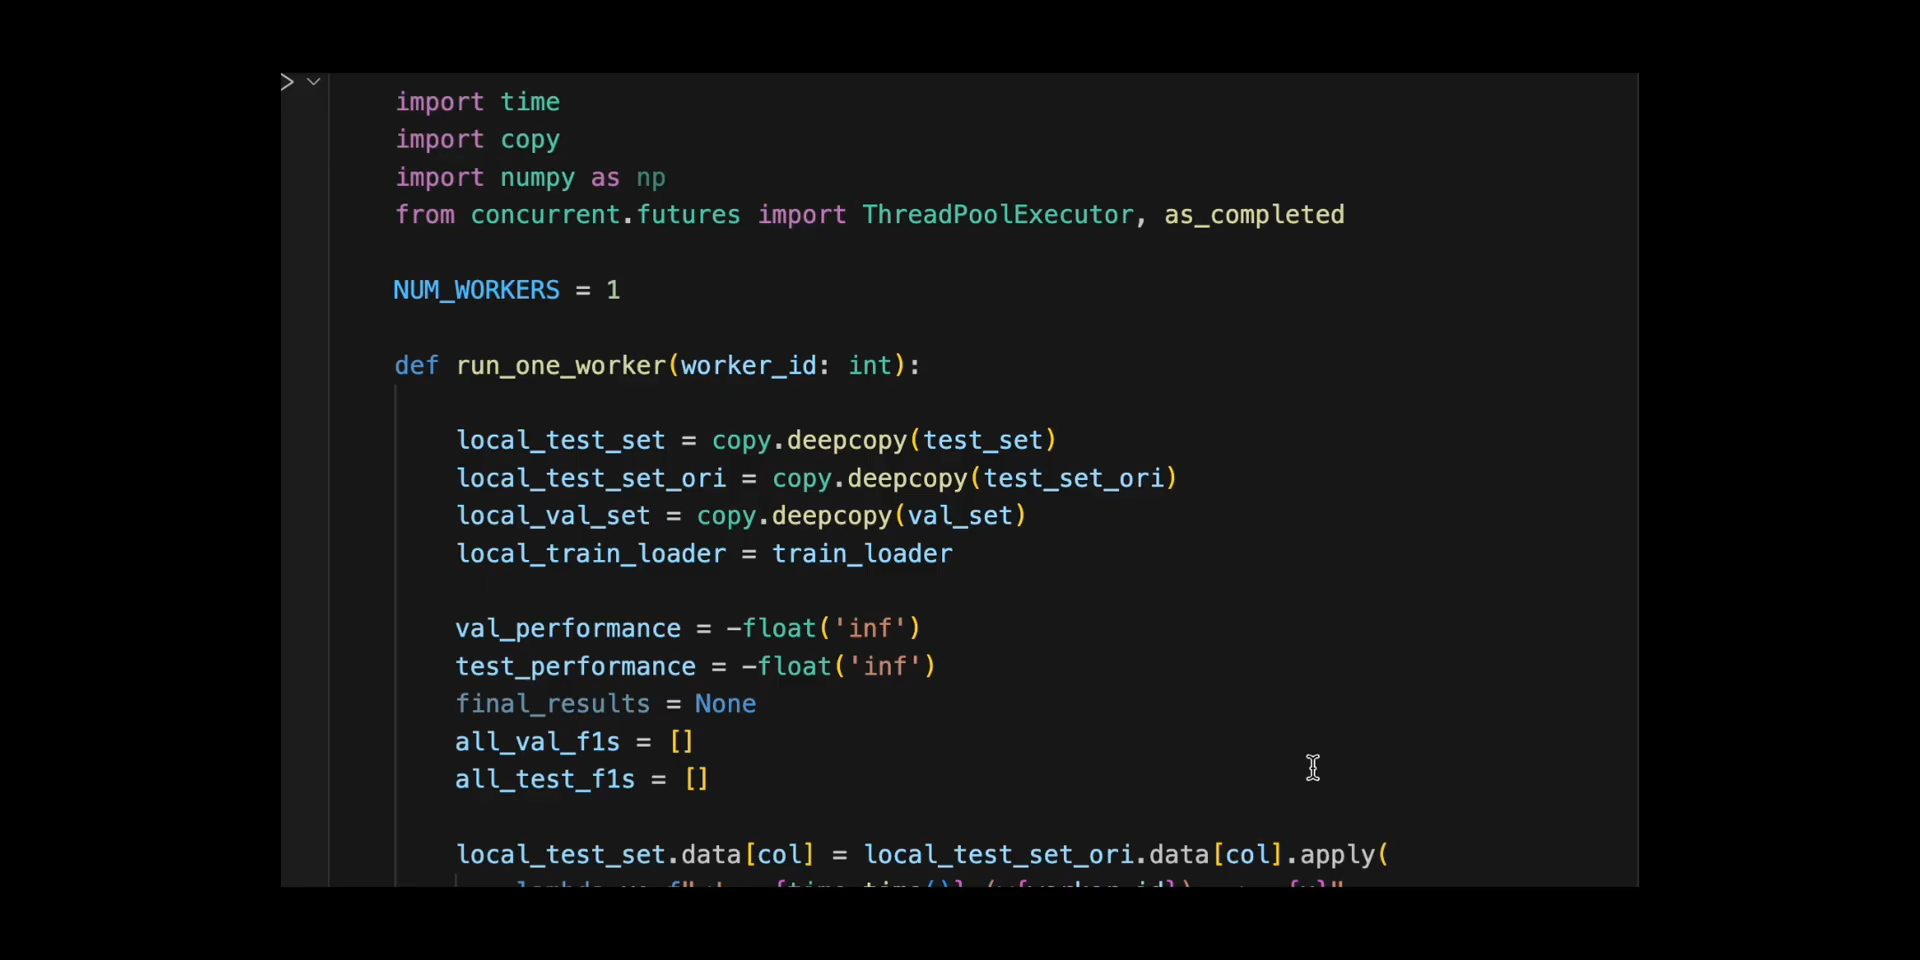 import time
import copy
import numpy as np
from concurrent.futures import ThreadPoolExecutor, as_completed
NUM_WORKERS = 1
def run_one_worker(worker_id: int):
local_test_set = copy.deepcopy(test_set)
local_test_set_ori = copy.deepcopy(test_set_ori)
local_val_set = copy.deepcopy(val_set)
local_train_loader = train_loader
val_performance = -float('inf')
test_performance = -float('inf')
final_results = None
all_val_f1s = []
all_test_f1s = []
local_test_set.data[col] = local_test_set_ori.data[col].apply(